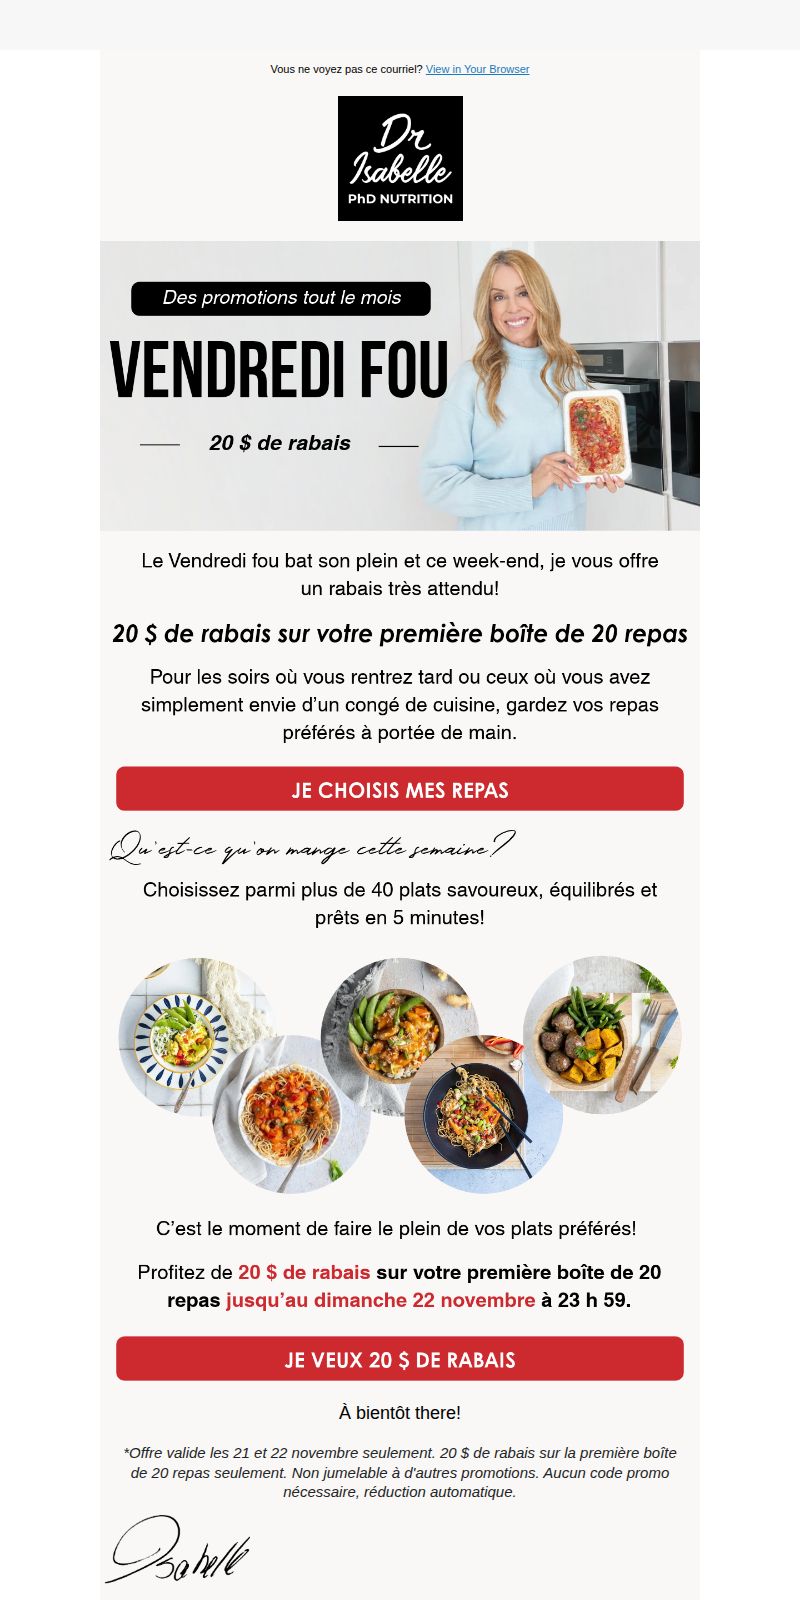 Vous ne voyez pas ce courriel? View in Your Browser
Dr
Isabelle
PhD NUTRITION
Des promotions tout le mois
VENDREDI FOU
20 $ de rabais
Le Vendredi fou bat son plein et ce week-end, je vous offre
un rabais très attendu!
20 $ de rabais sur votre première boîte de 20 repas
Pour les soirs où vous rentrez tard ou ceux où vous avez
simplement envie d’un congé de cuisine, gardez vos repas
préférés à portée de main.
JE CHOISIS MES REPAS
Qu'est-ce qu'on mange cette semaine?
Choisissez parmi plus de 40 plats savoureux, équilibrés et
prêts en 5 minutes!
C’est le moment de faire le plein de vos plats préférés!
Profitez de 20 $ de rabais sur votre première boîte de 20
repas jusqu’au dimanche 22 novembre à 23 h 59.
JE VEUX 20 $ DE RABAIS
À bientôt there!
*Offre valide les 21 et 22 novembre seulement. 20 $ de rabais sur la première boîte
de 20 repas seulement. Non jumelable à d'autres promotions. Aucun code promo
nécessaire, réduction automatique.
Isabelle